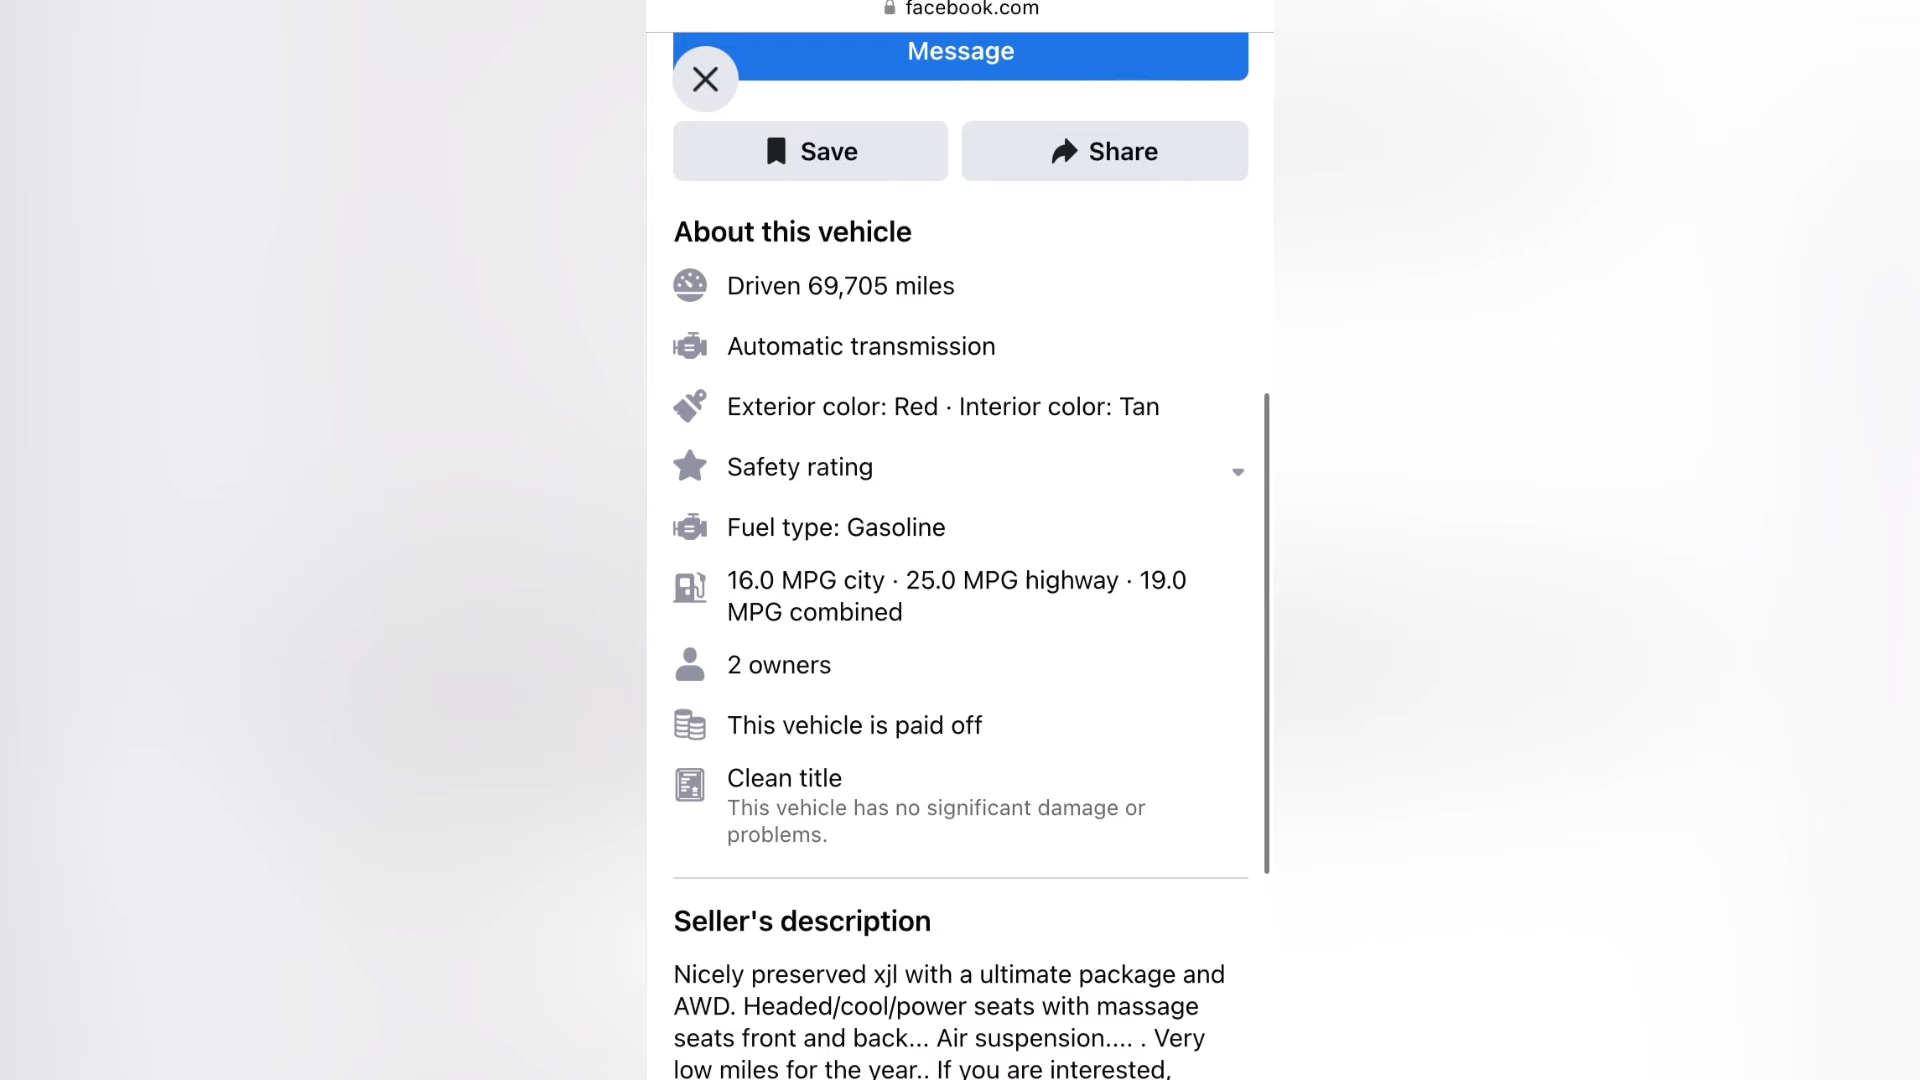 facebook.com
Message
Save
Share
About this vehicle
Driven 69,705 miles
Automatic transmission
Exterior color: Red · Interior color: Tan
Safety rating
Fuel type: Gasoline
16.0 MPG city · 25.0 MPG highway · 19.0
MPG combined
2 owners
This vehicle is paid off
Clean title
This vehicle has no significant damage or
problems.
Seller's description
Nicely preserved xjl with a ultimate package and
AWD. Headed/cool/power seats with massage
seats front and back... Air suspension.... . Very
low miles for the year.. If you are interested,